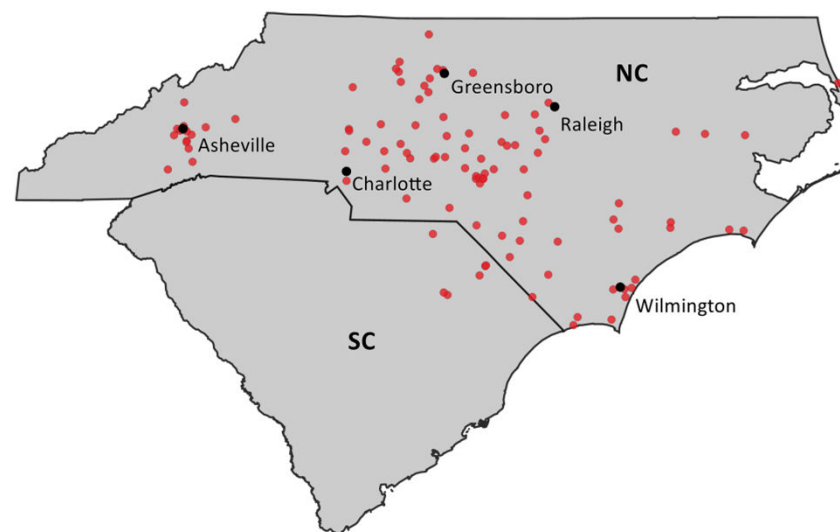 NC
Greensboro
Raleigh
Asheville
Charlotte
Wilmington
SC